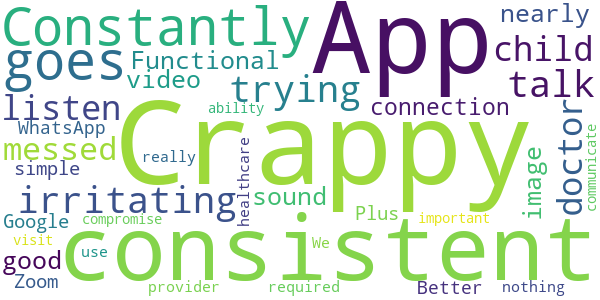 Constantly App nearly
goes Functional child
video trying talk
listen ability connection
WhatsApp Crappy doctor
messed really image
simple healthcare communicate
irritating sound
Google compromise Plus important
visit We
good use consistent
Zoom provider required Better nothing